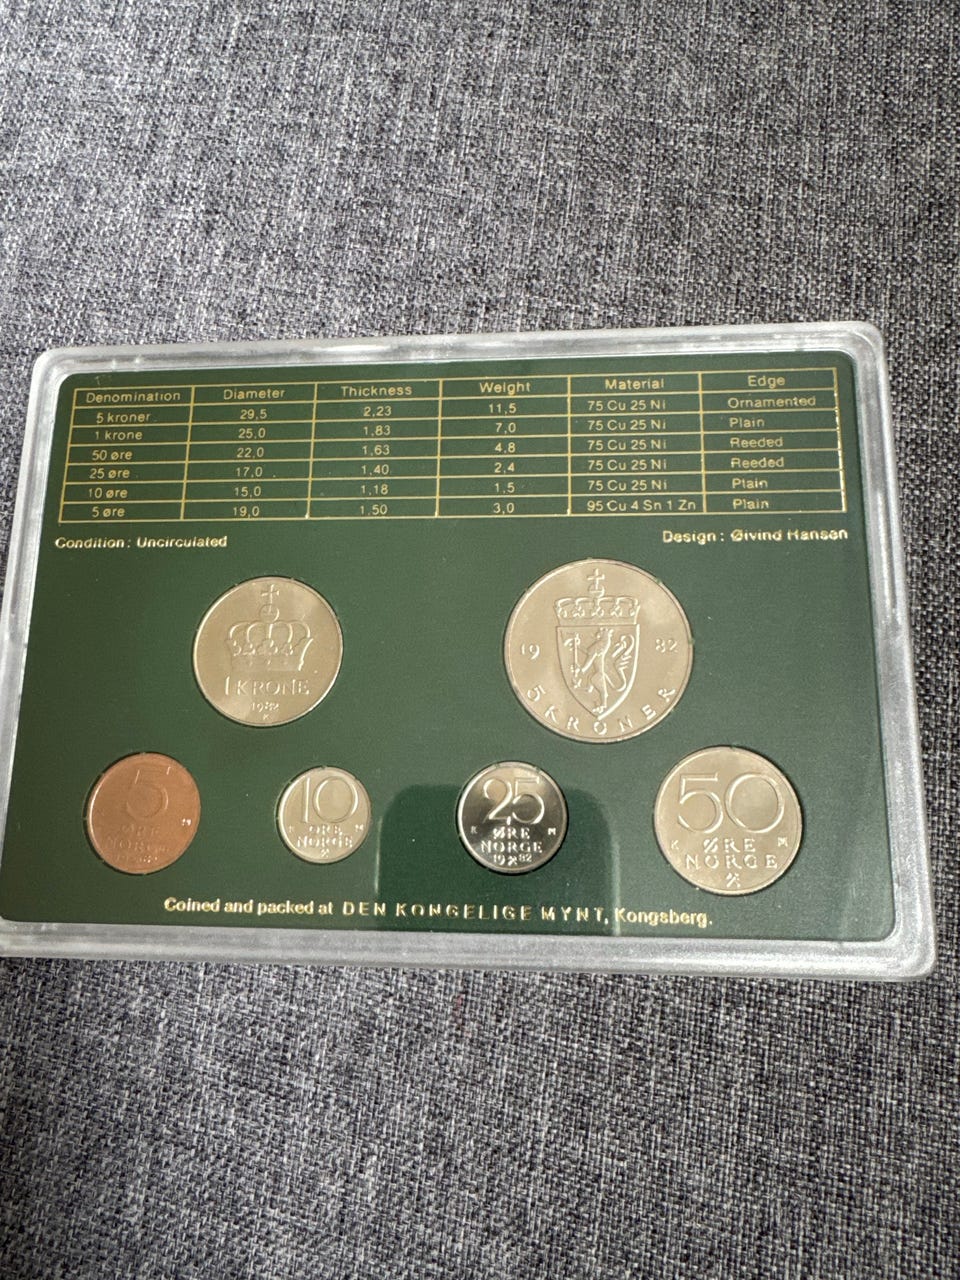 Denomination Diameter Thickness Weight Material Edge
5 kroner 29,5 2,23 11,5 75 Cu 25 Ni Ornamented
1 krone 25,0 1,83 7,0 75 Cu 25 Ni Plain
50 øre 22,0 1,63 4,8 75 Cu 25 Ni Reeded
25 øre 17,0 1,40 2,4 75 Cu 25 Ni Reeded
10 øre 15,0 1,18 1,5 75 Cu 25 Ni Plain
5 øre 19,0 1,50 3,0 95 Cu 4 Sn 1 Zn Plain
Condition: Uncirculated
Design: Øivind Hansen
1 KRONE
1982
K
19 82
5 KRONER
5
ØRE
NORGE
10
K M
ØRE
NORGE
25
K M
ØRE
NORGE
19 82
50
K M
ØRE
NORGE
Coined and packed at DEN KONGELIGE MYNT, Kongsberg.